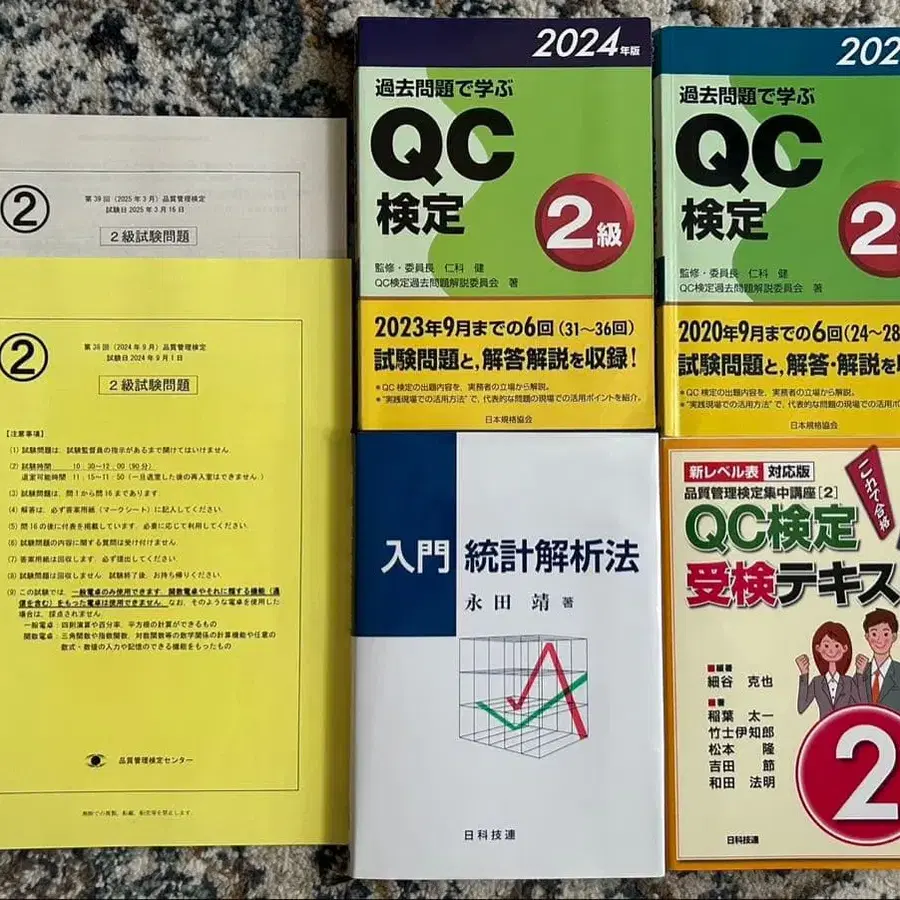 ②
第39回（2025年3月）品質管理検定
試験日2025年3月16日
2級試験問題
②
第38回（2024年9月）品質管理検定
試験日2024年9月1日
2級試験問題
【注意事項】
(1) 試験問題は，試験監督員の指示があるまで開けてはいけません．
(2) 試験時間　10：30～12：00（90分）
退室可能時間　11：15～11：50（一旦退室した後の再入室はできません．）
(3) 試験問題は，問1から問16まであります．
(4) 解答は，必ず答案用紙（マークシート）に記入してください．
(5) 問16の後に付表を掲載しています．必要に応じて利用してください．
(6) 試験問題の内容に関する質問は受け付けません．
(7) 答案用紙は回収します．必ず提出してください．
(8) 試験問題は回収しません．試験終了後，お持ち帰りください．
(9) この試験では，一般電卓のみ使用できます．関数電卓やそれに類する機能（通
信を含む）をもった電卓は使用できません．なお，そのような電卓を使用した
場合は，採点されません．
一般電卓：四則演算や百分率，平方根の計算ができるもの
関数電卓：三角関数や指数関数，対数関数等の数学関係の計算機能や任意の
数式・数値の入力や記憶のできる機能をもったもの
品質管理検定センター
無断での複製，転載，転売等を禁止します．
2024年版
過去問題で学ぶ
QC
検定
2級
監修・委員長　仁科　健
QC検定過去問題解説委員会　著
2023年9月までの6回（31～36回）
試験問題と，解答解説を収録！
＊QC検定の出題内容を，実務者の立場から解説。
＊“実践現場での活用方法”で，代表的な問題の現場での活用ポイントを紹介。
日本規格協会
202
過去問題で学ぶ
QC
検定
2
監修・委員長　仁科　健
QC検定過去問題解説委員会　著
2020年9月までの6回（24～28
試験問題と，解答・解説を
＊QC検定の出題内容を，実務者の立場から解説。
＊“実践現場での活用方法”で，代表的な問題の現場での活用ポ
日本規格協会
入門 統計解析法
永田　靖　著
日科技連
新レベル表 対応版
これで合格
品質管理検定集中講座[2]
QC検定
受検テキス
■編著
細谷　克也
■著
稲葉　太一
竹士伊知郎
松本　隆
吉田　節
和田　法明
2
日科技連